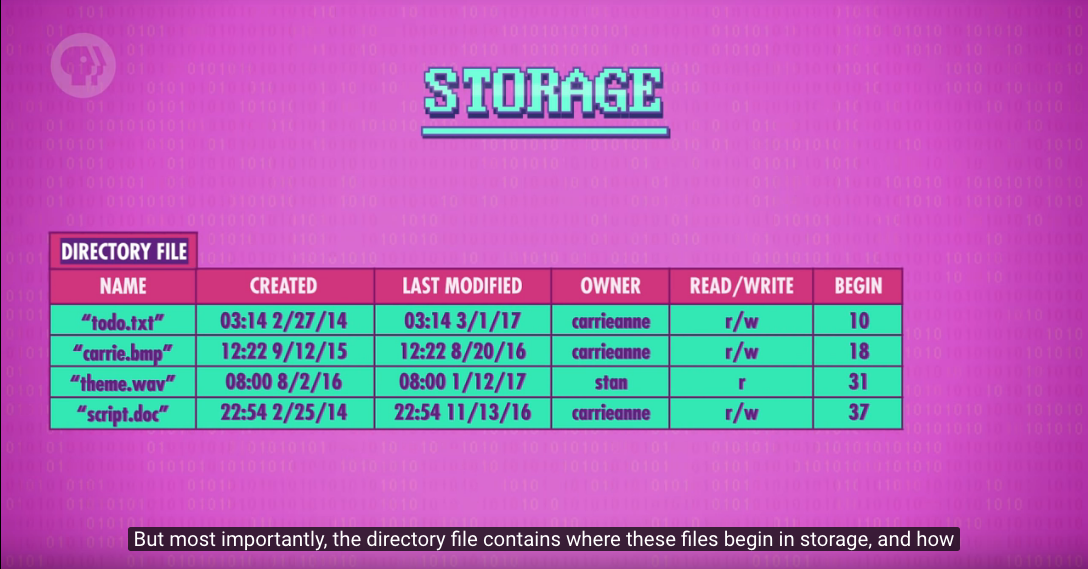 STORAGE
DIRECTORY FILE
NAME CREATED LAST MODIFIED OWNER READ/WRITE BEGIN
“todo.txt” 03:14 2/27/14 03:14 3/1/17 carrieanne r/w 10
“carrie.bmp” 12:22 9/12/15 12:22 8/20/16 carrieanne r/w 18
“theme.wav” 08:00 8/2/16 08:00 1/12/17 stan r 31
“script.doc” 22:54 2/25/14 22:54 11/13/16 carrieanne r/w 37
But most importantly, the directory file contains where these files begin in storage, and how